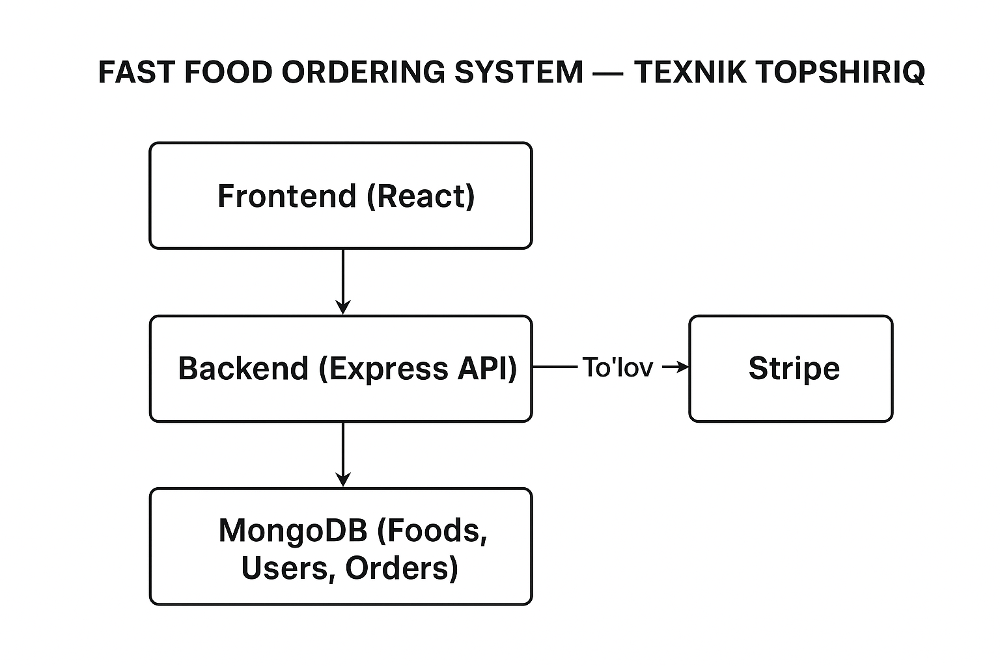 FAST FOOD ORDERING SYSTEM — TEXNIK TOPSHIRIQ
Frontend (React)
Backend (Express API)
To'lov
Stripe
MongoDB (Foods,
Users, Orders)